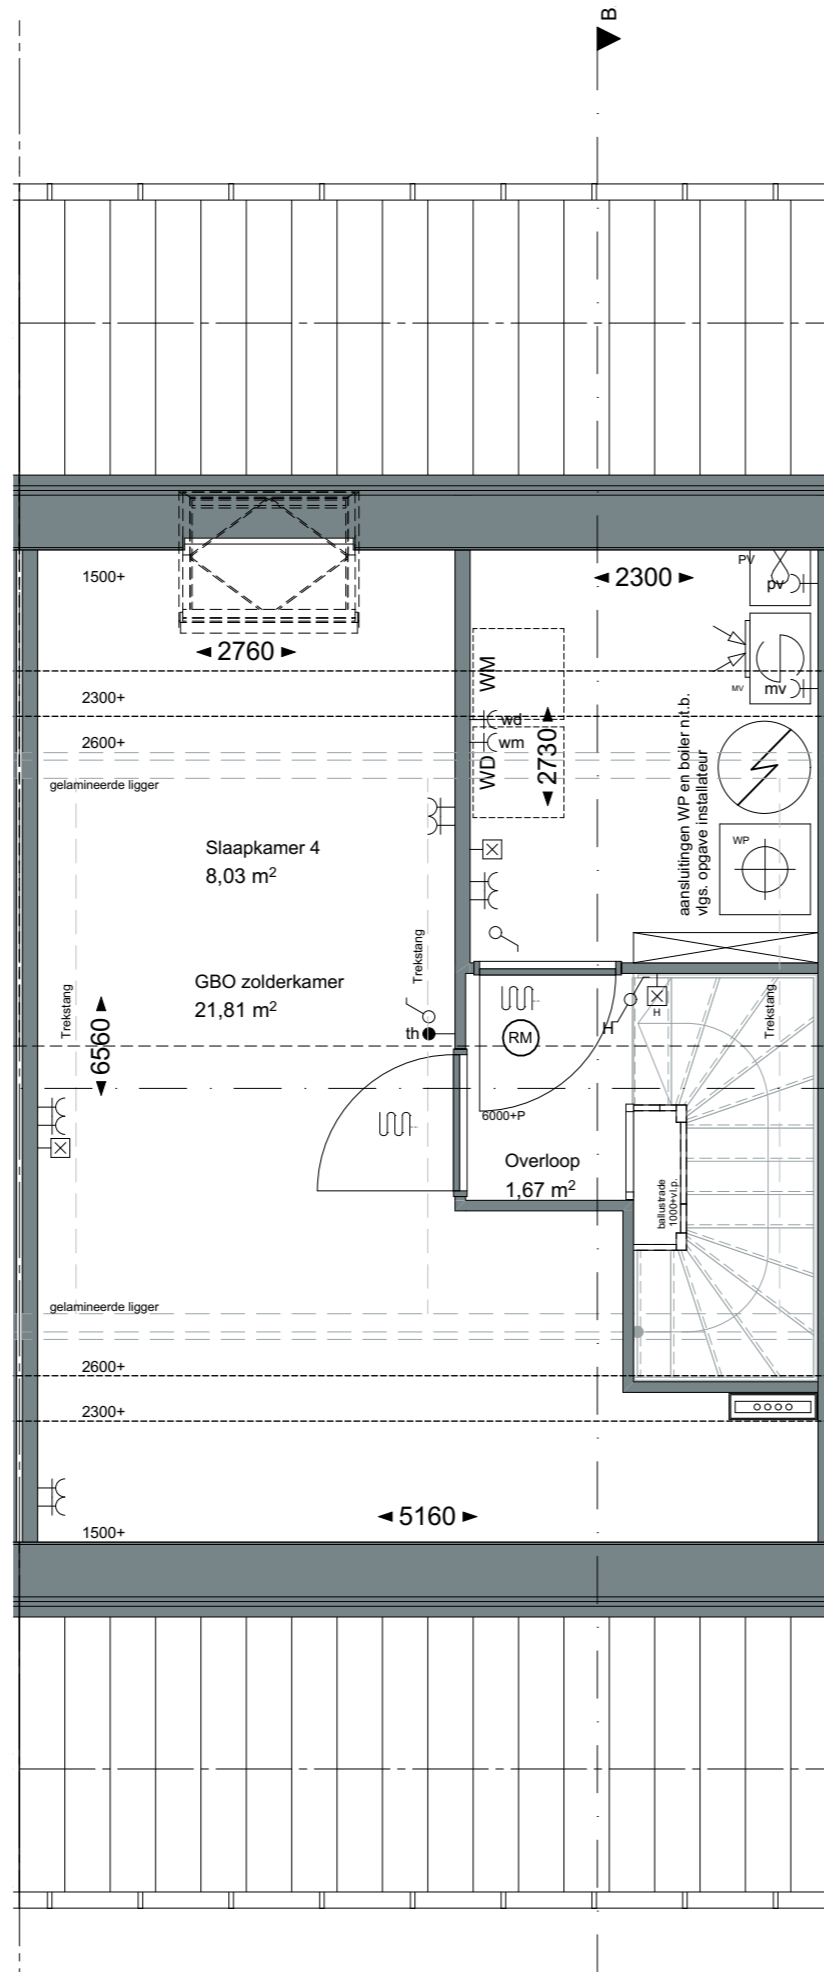 B
1500+
2760
2300
PV
pv
WM
2300+
MV
mv
wd
2600+
wm
WD
2730
gelamineerde ligger
aansluitingen WP en boiler n.t.b.
vlgs. opgave installateur
WP
Slaapkamer 4
8,03 m²
Trekstang
GBO zolderkamer
21,81 m²
Trekstang
Trekstang
6560
th
RM
H
H
6000+P
Overloop
1,67 m²
ballustrade
1000+vl.p.
gelamineerde ligger
2600+
2300+
5160
1500+